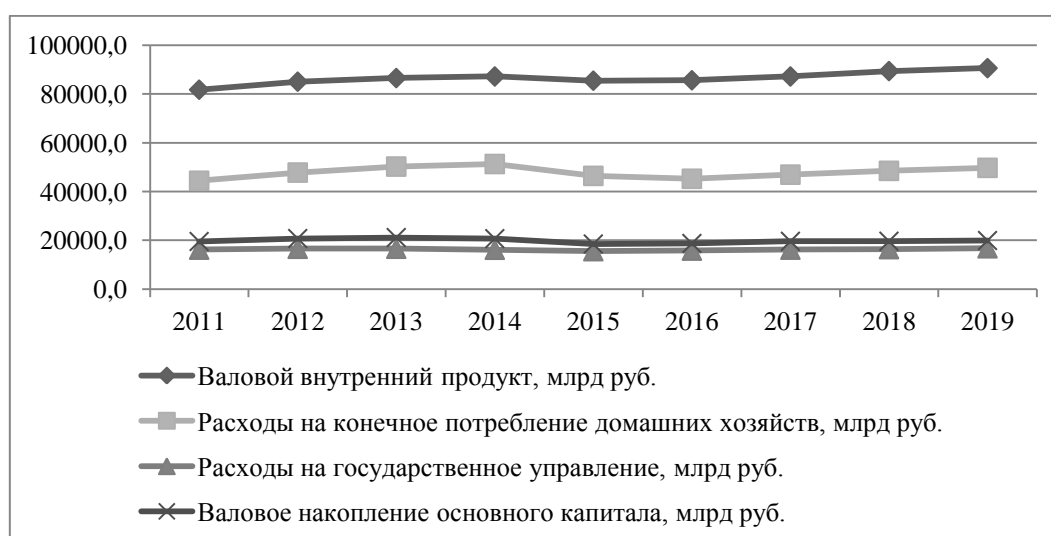 100000,0
80000,0
60000,0
40000,0
20000,0
0,0
2011 2012 2013 2014 2015 2016 2017 2018 2019
Валовой внутренний продукт, млрд руб.
Расходы на конечное потребление домашних хозяйств, млрд руб.
Расходы на государственное управление, млрд руб.
Валовое накопление основного капитала, млрд руб.